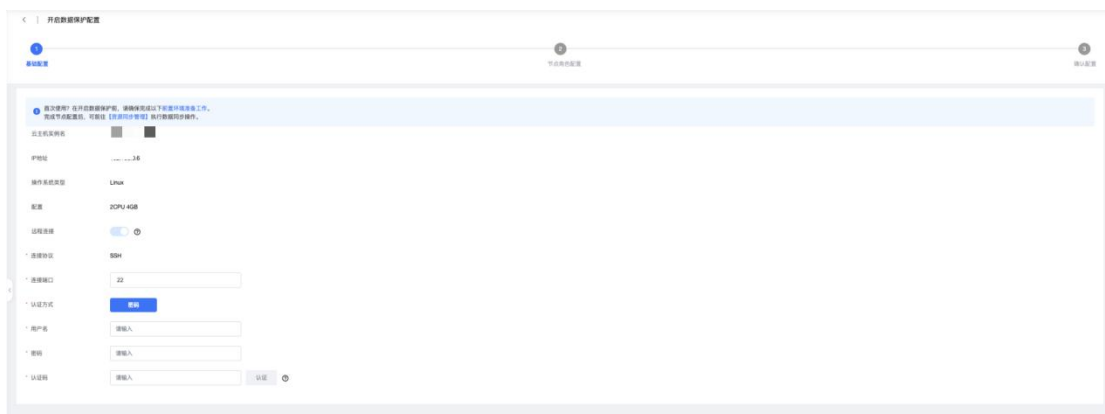 开启数据保护配置
1
2
3
基础配置
节点角色配置
确认配置
首次使用？在开启数据保护前，请确保完成以下前置环境准备工作。
完成节点配置后，可前往【资源同步管理】执行数据同步操作。
云主机实例名
IP地址
操作系统类型 Linux
配置 2CPU 4GB
远程连接
* 连接协议 SSH
* 连接端口 22
* 认证方式 密码
* 用户名 请输入
* 密码 请输入
* 认证码 请输入 认证